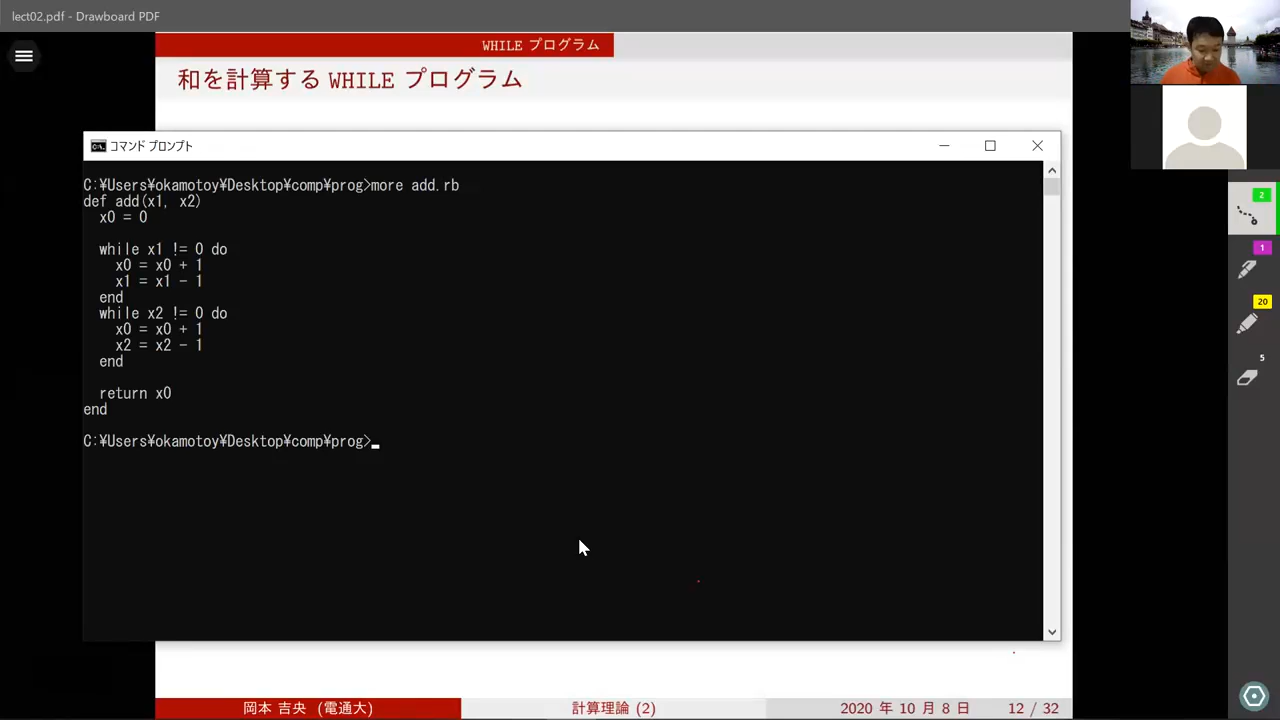 lect02.pdf - Drawboard PDF
WHILE プログラム
和を計算する WHILE プログラム
コマンド プロンプト
C:¥Users¥okamotoy¥Desktop¥comp¥prog>more add.rb
def add(x1, x2)
  x0 = 0
  while x1 != 0 do
    x0 = x0 + 1
    x1 = x1 - 1
  end
  while x2 != 0 do
    x0 = x0 + 1
    x2 = x2 - 1
  end
  return x0
end
C:¥Users¥okamotoy¥Desktop¥comp¥prog>
2
1
20
5
岡本 吉央 (電通大) 計算理論 (2) 2020 年 10 月 8 日 12 / 32